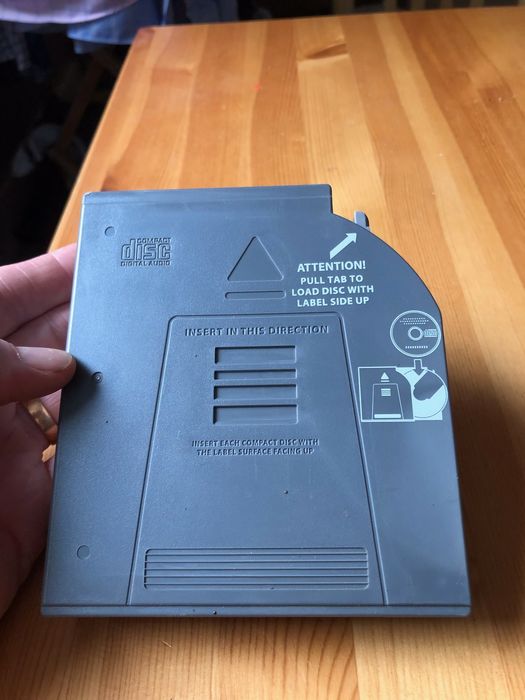 COMPACT
disc
DIGITAL AUDIO
ATTENTION!
PULL TAB TO
LOAD DISC WITH
LABEL SIDE UP
INSERT IN THIS DIRECTION
INSERT EACH COMPACT DISC WITH
THE LABEL SURFACE FACING UP